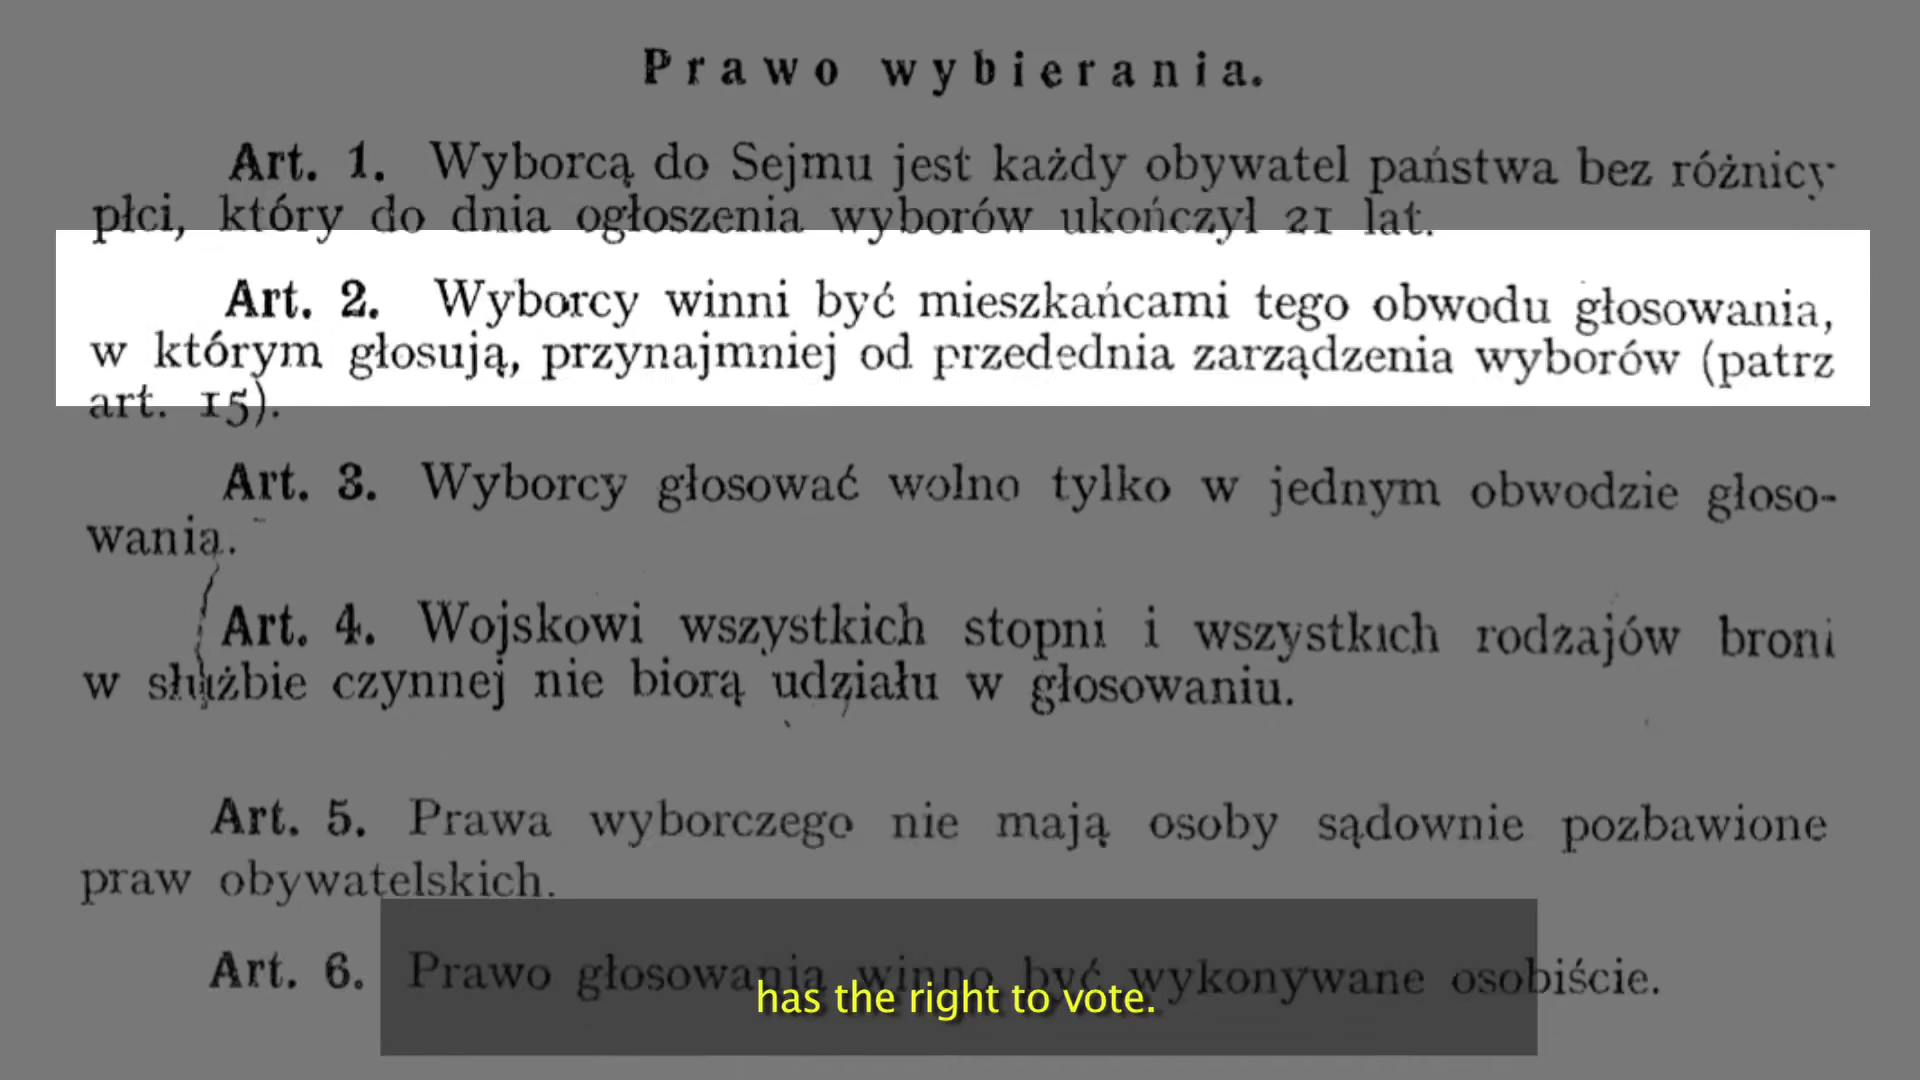 Prawo wybierania.
Art. 1. Wyborcą do Sejmu jest każdy obywatel państwa bez różnicy
płci, który do dnia ogłoszenia wyborów ukończył 21 lat.
Art. 2. Wyborcy winni być mieszkańcami tego obwodu głosowania,
w którym głosują, przynajmniej od przedednia zarządzenia wyborów (patrz
art. 15).
Art. 3. Wyborcy głosować wolno tylko w jednym obwodzie głoso-
wania.
Art. 4. Wojskowi wszystkich stopni i wszystkich rodzajów broni
w służbie czynnej nie biorą udziału w głosowaniu.
Art. 5. Prawa wyborczego nie mają osoby sądownie pozbawione
praw obywatelskich.
Art. 6. Prawo głosowania winno być wykonywane osobiście.
has the right to vote.